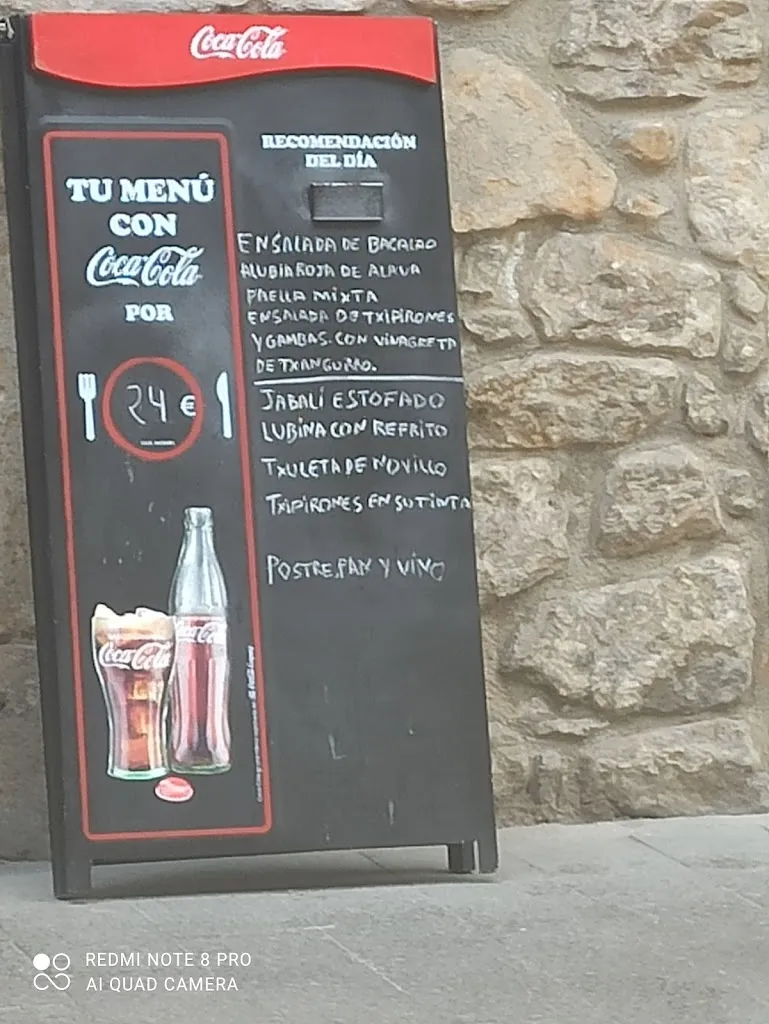 Coca-Cola
TU MENÚ
CON
Coca-Cola
POR
24 €
Coca-Cola
Coca-Cola
RECOMENDACIÓN
DEL DÍA
ENSALADA DE BACALAO
ALUBIA ROJA DE ALAVA
PAELLA MIXTA
ENSALADA DE TXIPIRONES
Y GAMBAS. CON VINAGRETA
DE TXANGURRO.
JABALÍ ESTOFADO
LUBINA CON REFRITO
TXULETA DE NOVILLO
TXIPIRONES EN SU TINTA
POSTRE, PAN Y VINO
REDMI NOTE 8 PRO
AI QUAD CAMERA